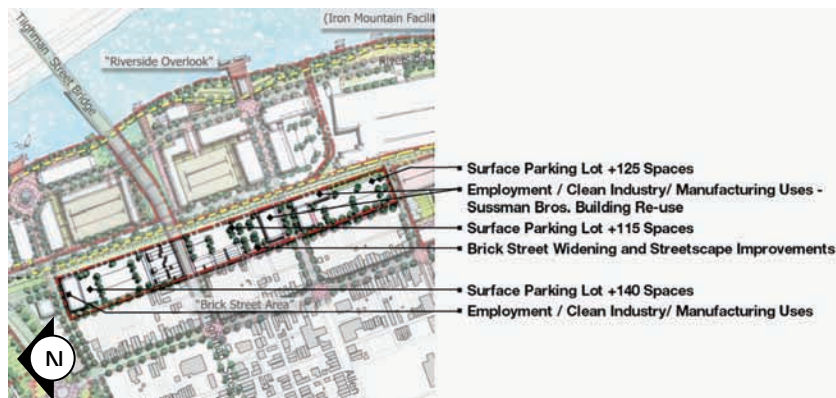 (Iron Mountain Facili
Tilghman Street Bridge
"Riverside Overlook"
Surface Parking Lot +125 Spaces
Employment / Clean Industry/ Manufacturing Uses -
Sussman Bros. Building Re-use
Surface Parking Lot +115 Spaces
Brick Street Widening and Streetscape Improvements
Surface Parking Lot +140 Spaces
"Brick Street Area"
Employment / Clean Industry/ Manufacturing Uses
N